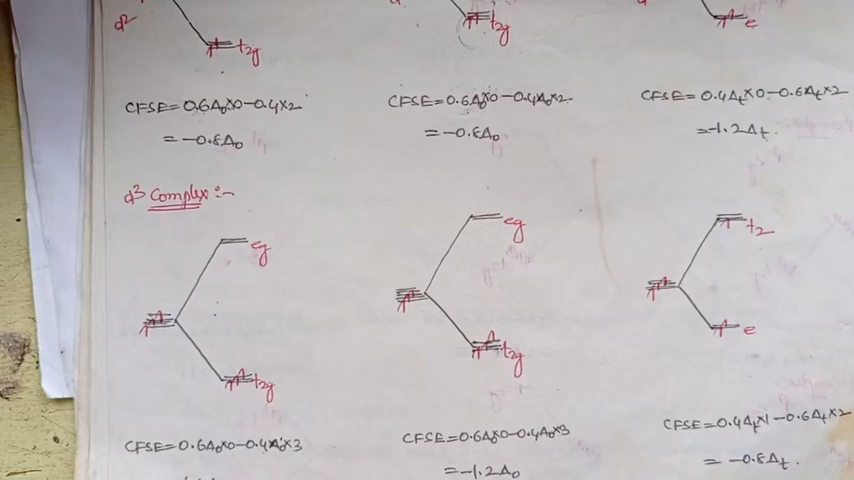 d²
t₂g
t₂g
e
CFSE = 0.6Δ₀×0 - 0.4×2
= -0.8Δ₀
CFSE = 0.6Δ₀×0 - 0.4Δ₀×2
= -0.8Δ₀
CFSE = 0.4Δt×0 - 0.6Δt×2
= -1.2Δt.
d³ Complex :-
eg
t₂g
eg
t₂g
t₂
e
CFSE = 0.6Δ₀×0 - 0.4Δ₀×3
CFSE = 0.6Δ₀×0 - 0.4Δ₀×3
= -1.2Δ₀
CFSE = 0.4Δt×1 - 0.6Δt×2
= -0.8Δt.